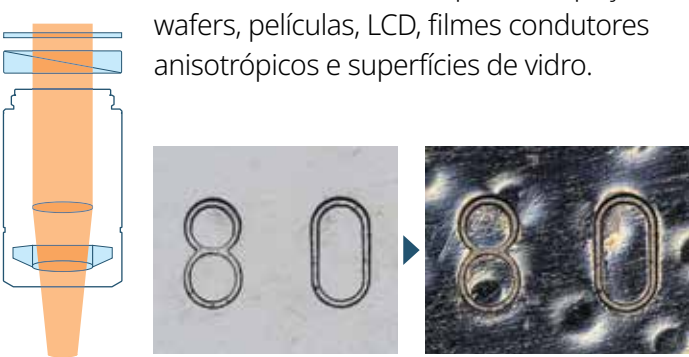 wafers, películas, LCD, filmes condutores
anisotrópicos e superfícies de vidro.
8 0
8 0